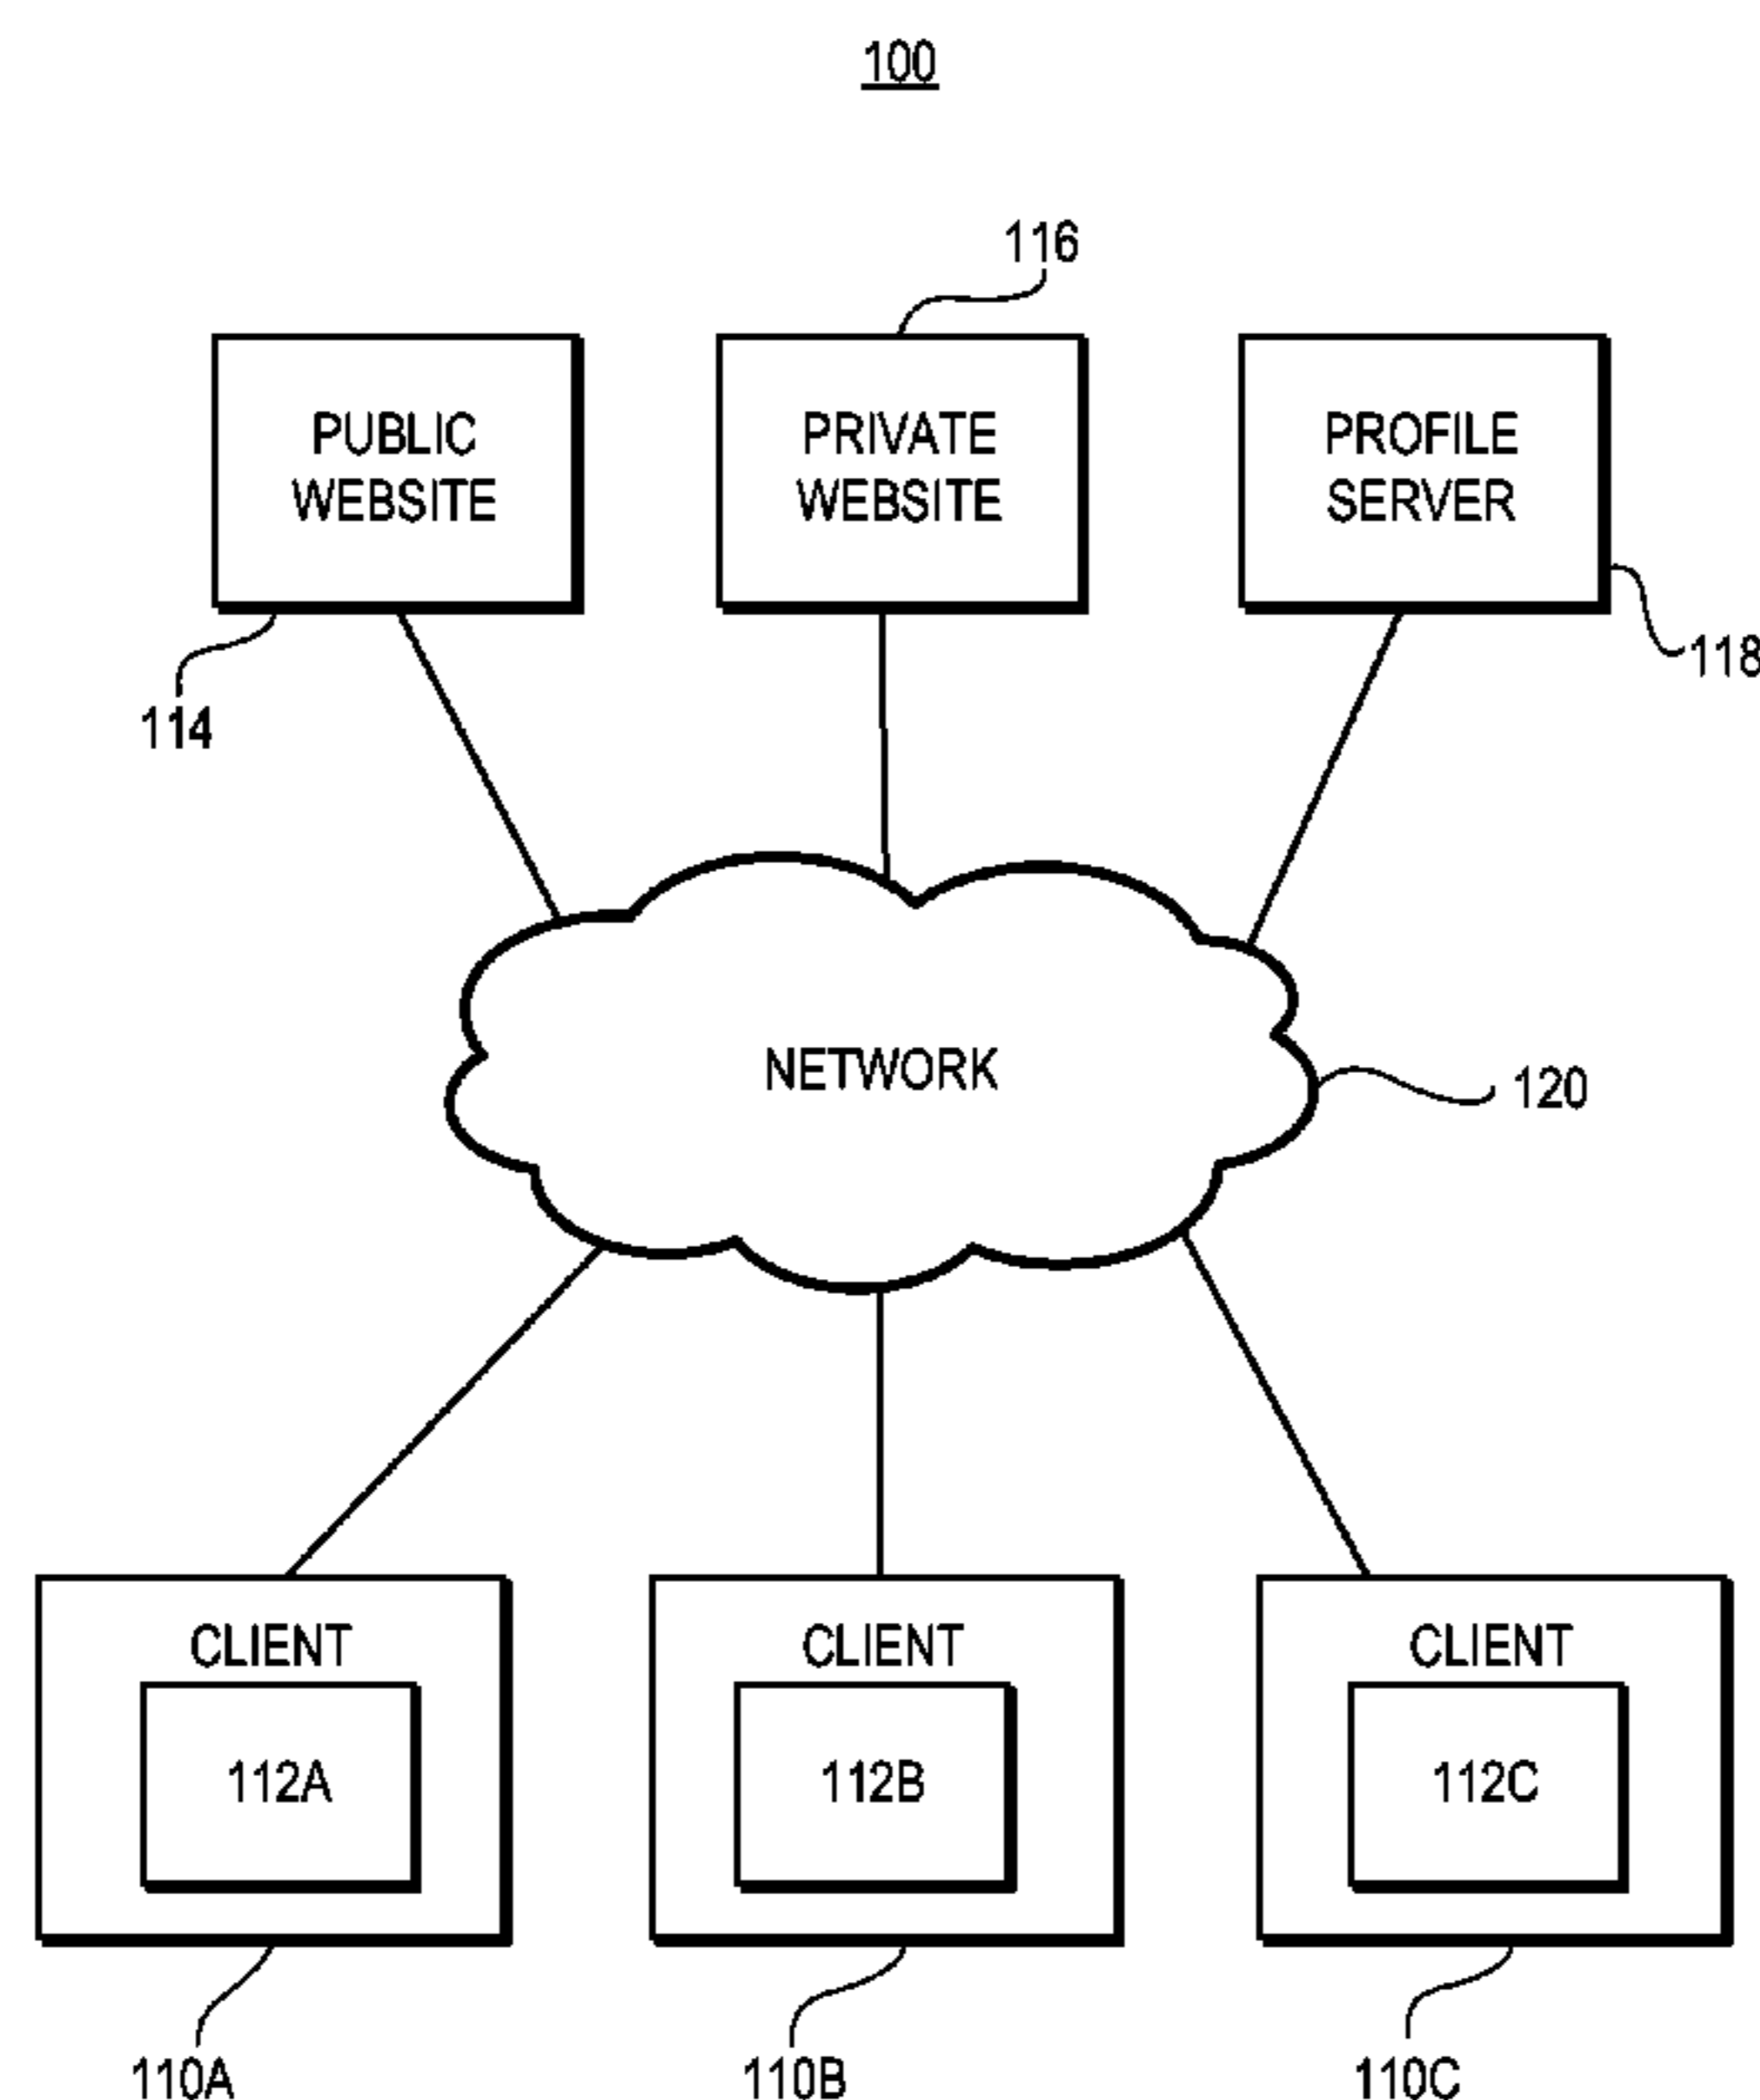 100
116
PUBLIC
WEBSITE
PRIVATE
WEBSITE
PROFILE
SERVER
118
114
NETWORK
120
CLIENT
112A
CLIENT
112B
CLIENT
112C
110A
110B
110C